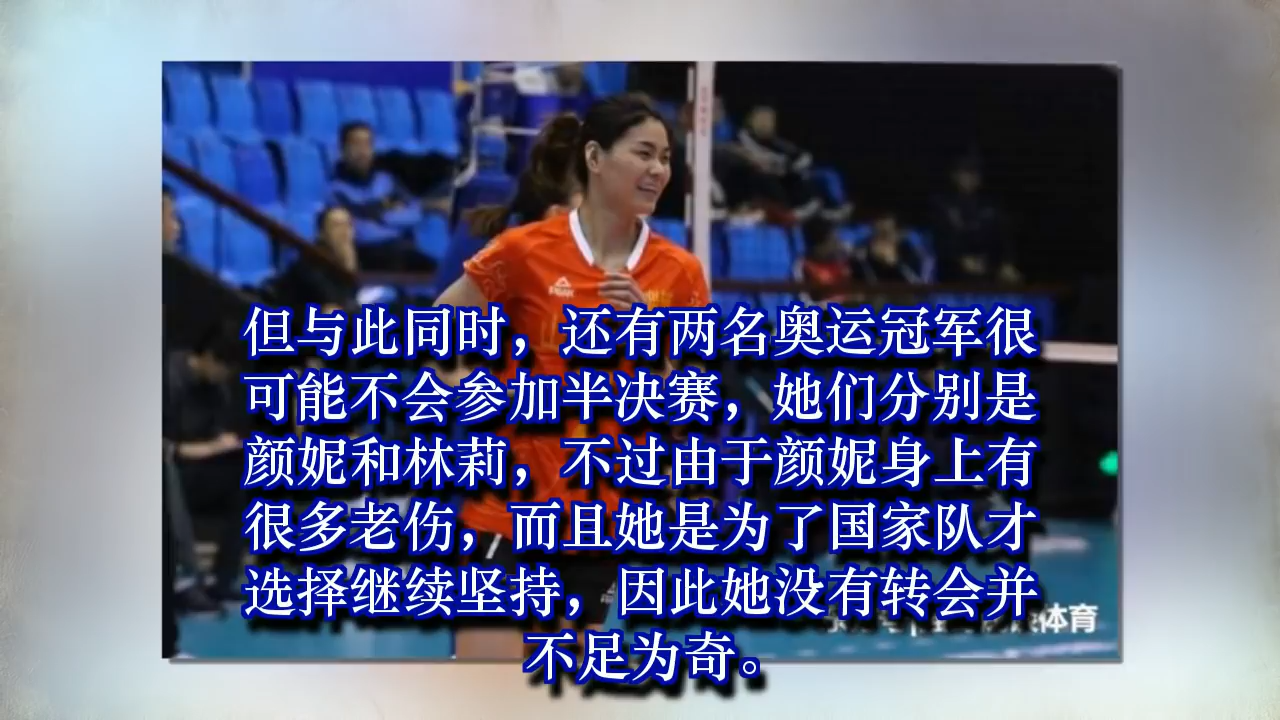 但与此同时，还有两名奥运冠军很
可能不会参加半决赛，她们分别是
颜妮和林莉，不过由于颜妮身上有
很多老伤，而且她是为了国家队才
选择继续坚持，因此她没有转会并
不足为奇。
PEAK
体育